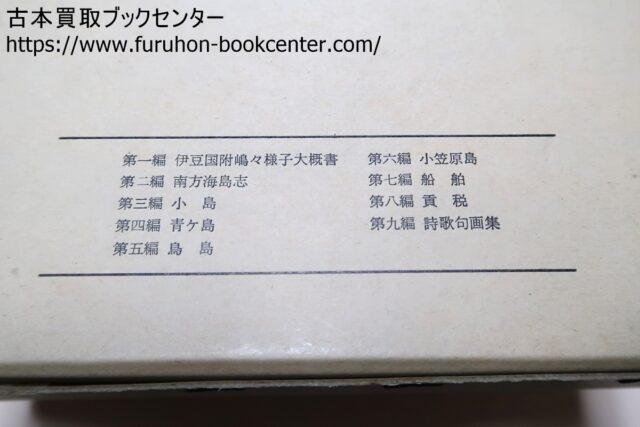 古本買取ブックセンター
https://www.furuhon-bookcenter.com/
第一編 伊豆国附嶋々様子大概書
第二編 南方海島志
第三編 小 島
第四編 青ケ島
第五編 鳥 島
第六編 小笠原島
第七編 船 舶
第八編 貢 税
第九編 詩歌句画集